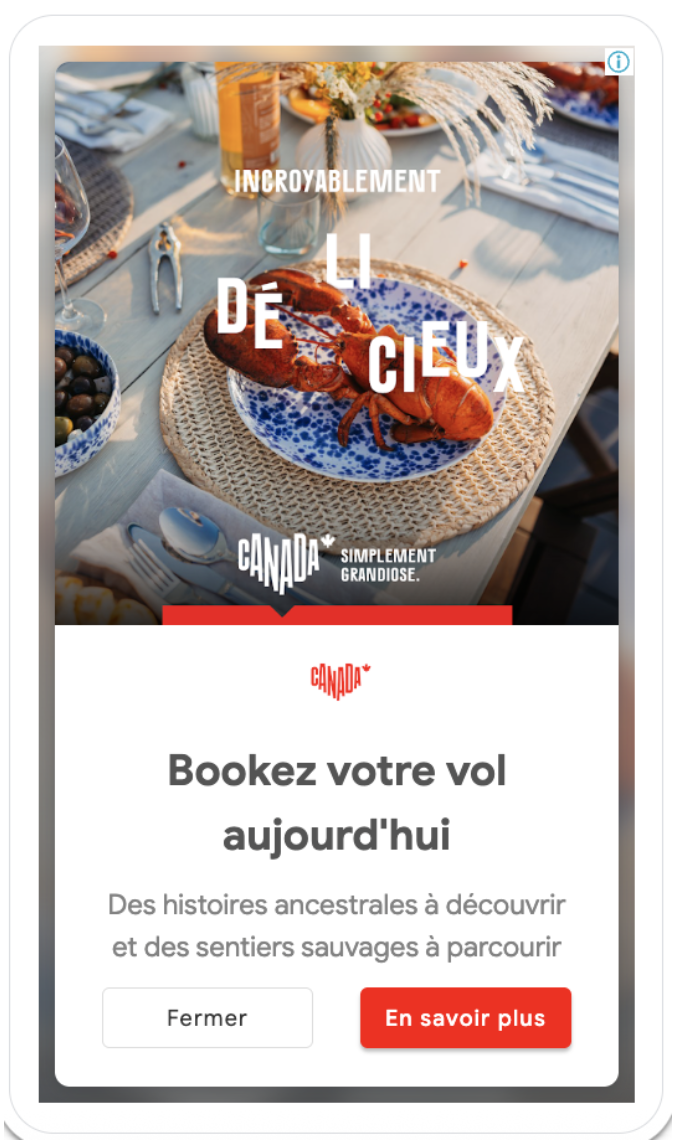 INCROYABLEMENT
DÉLICIEUX
CANADA SIMPLEMENT
GRANDIOSE.
CANADA
Bookez votre vol
aujourd'hui
Des histoires ancestrales à découvrir
et des sentiers sauvages à parcourir
Fermer
En savoir plus